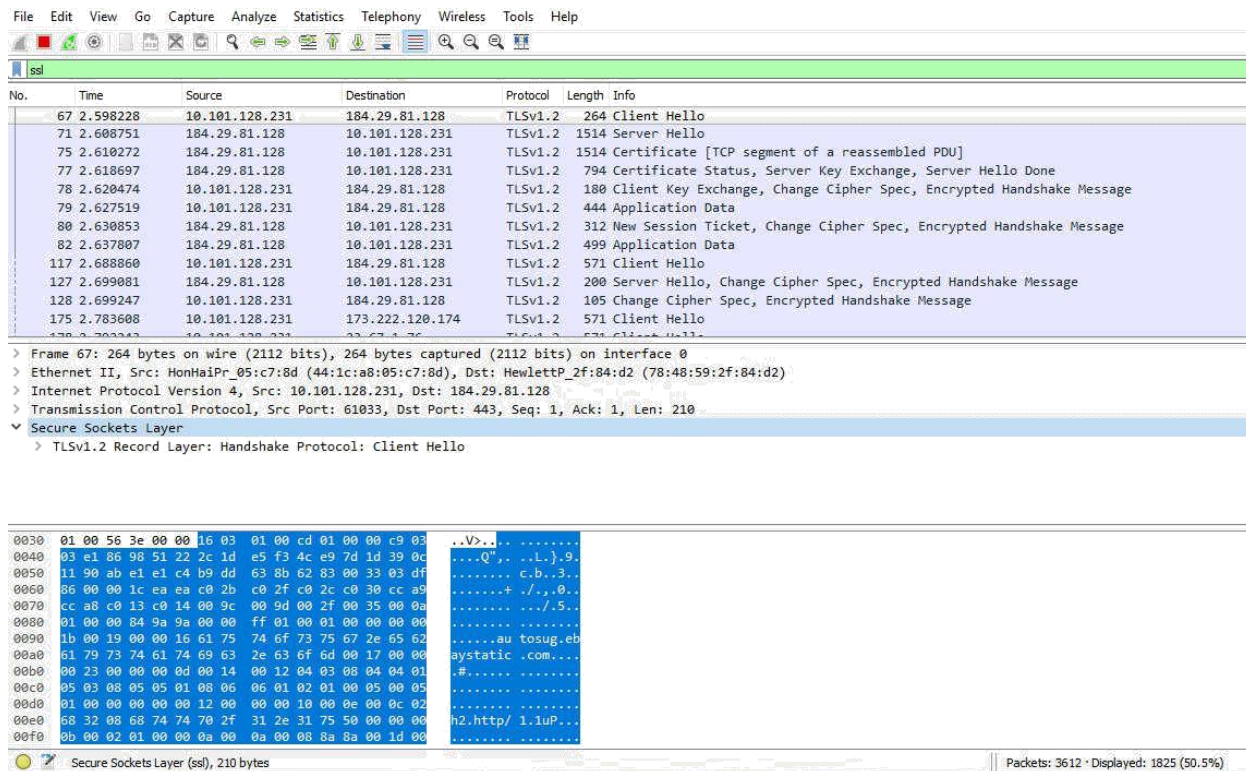 File Edit View Go Capture Analyze Statistics Telephony Wireless Tools Help
ssl
No. Time Source Destination Protocol Length Info
67 2.598228 10.101.128.231 184.29.81.128 TLSv1.2 264 Client Hello
71 2.608751 184.29.81.128 10.101.128.231 TLSv1.2 1514 Server Hello
75 2.610272 184.29.81.128 10.101.128.231 TLSv1.2 1514 Certificate [TCP segment of a reassembled PDU]
77 2.618697 184.29.81.128 10.101.128.231 TLSv1.2 794 Certificate Status, Server Key Exchange, Server Hello Done
78 2.620474 10.101.128.231 184.29.81.128 TLSv1.2 180 Client Key Exchange, Change Cipher Spec, Encrypted Handshake Message
79 2.627519 10.101.128.231 184.29.81.128 TLSv1.2 444 Application Data
80 2.630853 184.29.81.128 10.101.128.231 TLSv1.2 312 New Session Ticket, Change Cipher Spec, Encrypted Handshake Message
82 2.637807 184.29.81.128 10.101.128.231 TLSv1.2 499 Application Data
117 2.688860 10.101.128.231 184.29.81.128 TLSv1.2 571 Client Hello
127 2.699081 184.29.81.128 10.101.128.231 TLSv1.2 200 Server Hello, Change Cipher Spec, Encrypted Handshake Message
128 2.699247 10.101.128.231 184.29.81.128 TLSv1.2 105 Change Cipher Spec, Encrypted Handshake Message
175 2.783608 10.101.128.231 173.222.120.174 TLSv1.2 571 Client Hello
> Frame 67: 264 bytes on wire (2112 bits), 264 bytes captured (2112 bits) on interface 0
> Ethernet II, Src: HonHaiPr_05:c7:8d (44:1c:a8:05:c7:8d), Dst: HewlettP_2f:84:d2 (78:48:59:2f:84:d2)
> Internet Protocol Version 4, Src: 10.101.128.231, Dst: 184.29.81.128
> Transmission Control Protocol, Src Port: 61033, Dst Port: 443, Seq: 1, Ack: 1, Len: 210
Secure Sockets Layer
> TLSv1.2 Record Layer: Handshake Protocol: Client Hello
0030 01 00 56 3e 00 00 16 03 01 00 cd 01 00 00 c9 03 ..V>.. ..........
0040 03 e1 86 98 51 22 2c 1d e5 f3 4c e9 7d 1d 39 0c ....Q",. ..L.}.9.
0050 11 90 ab e1 e1 c4 b9 dd 63 8b 62 83 00 33 03 df ........ c.b..3..
0060 86 00 00 1c ea ea c0 2b c0 2f c0 2c c0 30 cc a9 .......+ ./.,.0..
0070 cc a8 c0 13 c0 14 00 9c 00 9d 00 2f 00 35 00 0a ........ .../.5..
0080 01 00 00 84 9a 9a 00 00 ff 01 00 01 00 00 00 00 ........ ........
0090 1b 00 19 00 00 16 61 75 74 6f 73 75 67 2e 65 62 ......au tosug.eb
00a0 61 79 73 74 61 74 69 63 2e 63 6f 6d 00 17 00 00 aystatic .com....
00b0 00 23 00 00 00 0d 00 14 00 12 04 03 08 04 04 01 .#...... ........
00c0 05 03 08 05 05 01 08 06 06 01 02 01 00 05 00 05 ........ ........
00d0 01 00 00 00 00 00 12 00 00 00 10 00 0e 00 0c 02 ........ ........
00e0 68 32 08 68 74 74 70 2f 31 2e 31 75 50 00 00 00 h2.http/ 1.1uP...
00f0 0b 00 02 01 00 00 0a 00 0a 00 08 8a 8a 00 1d 00 ........ ........
Secure Sockets Layer (ssl), 210 bytes
Packets: 3612 · Displayed: 1825 (50.5%)